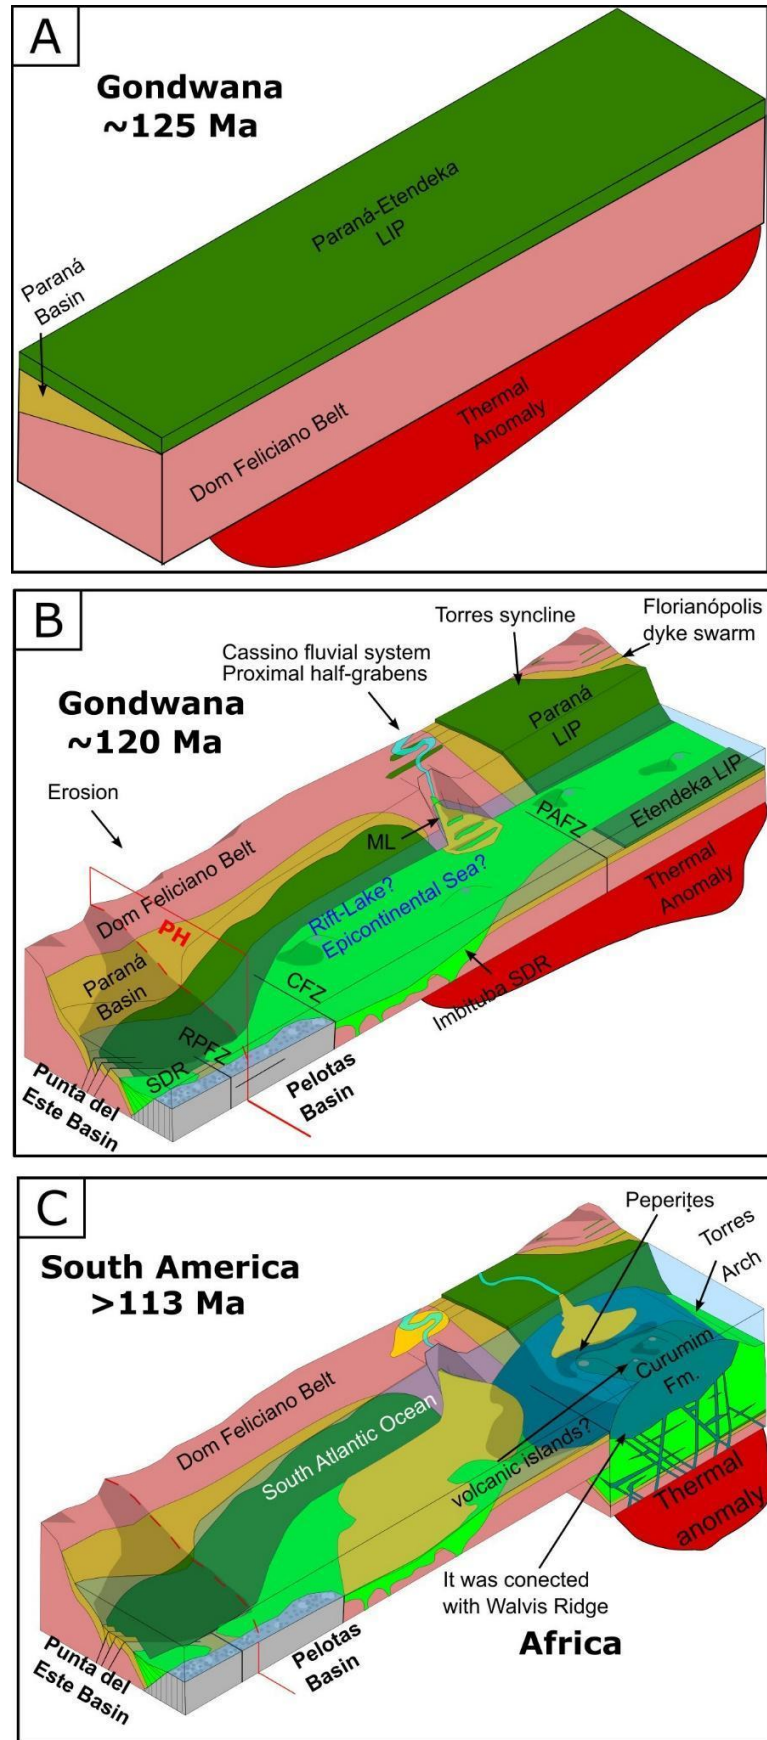 A
Gondwana
~125 Ma
Paraná-Etendeka
LIP
Paraná
Basin
Dom Feliciano Belt
Thermal
Anomaly
B
Gondwana
~120 Ma
Cassino fluvial system
Proximal half-grabens
Torres syncline
Florianópolis
dyke swarm
Erosion
Paraná
LIP
Etendeka LIP
PAFZ
ML
Dom Feliciano Belt
Rift-Lake?
Epicontinental Sea?
Thermal
Anomaly
PH
Paraná
Basin
CFZ
Imbituba SDR
RPFZ
SDR
Punta del
Este Basin
Pelotas
Basin
C
South America
>113 Ma
Peperites
Torres
Arch
Curumim
Fm.
Dom Feliciano Belt
South Atlantic Ocean
volcanic islands?
Thermal
anomaly
It was conected
with Walvis Ridge
Africa
Punta del
Este Basin
Pelotas
Basin